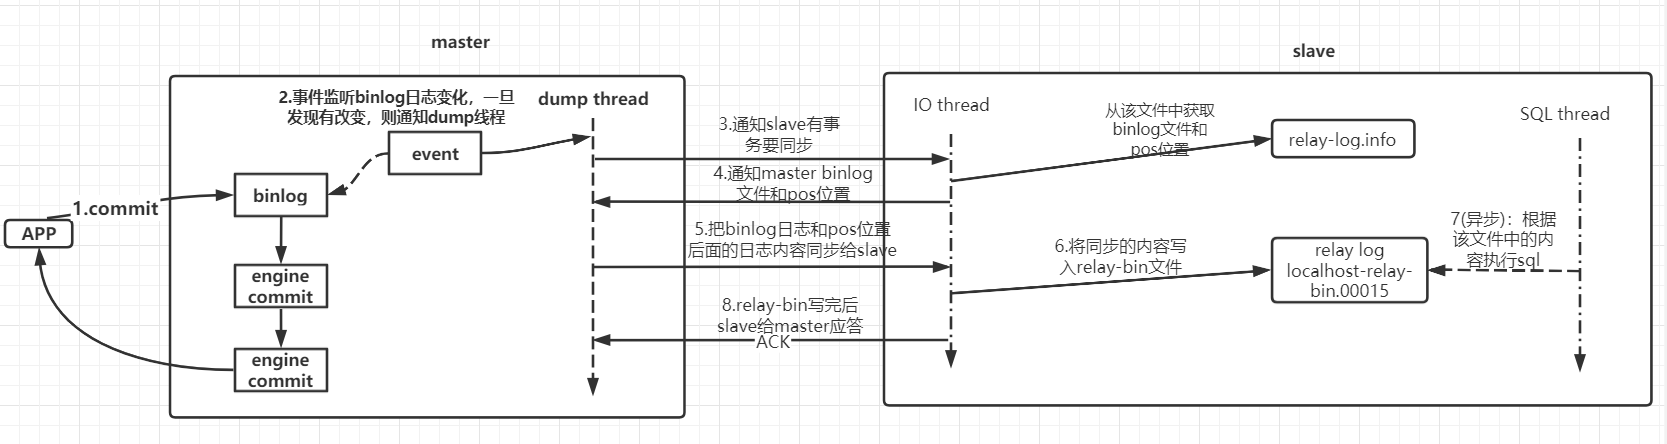 master
slave
2.事件监听binlog日志变化，一旦
发现有改变，则通知dump线程
dump thread
event
binlog
1.commit
APP
engine
commit
engine
commit
3.通知slave有事
务要同步
4.通知master binlog
文件和pos位置
5.把binlog日志和pos位置
后面的日志内容同步给slave
8.relay-bin写完后
slave给master应答
ACK
IO thread
从该文件中获取
binlog文件和
pos位置
relay-log.info
SQL thread
6.将同步的内容写
入relay-bin文件
relay log
localhost-relay-
bin.00015
7(异步)：根据
该文件中的内
容执行sql